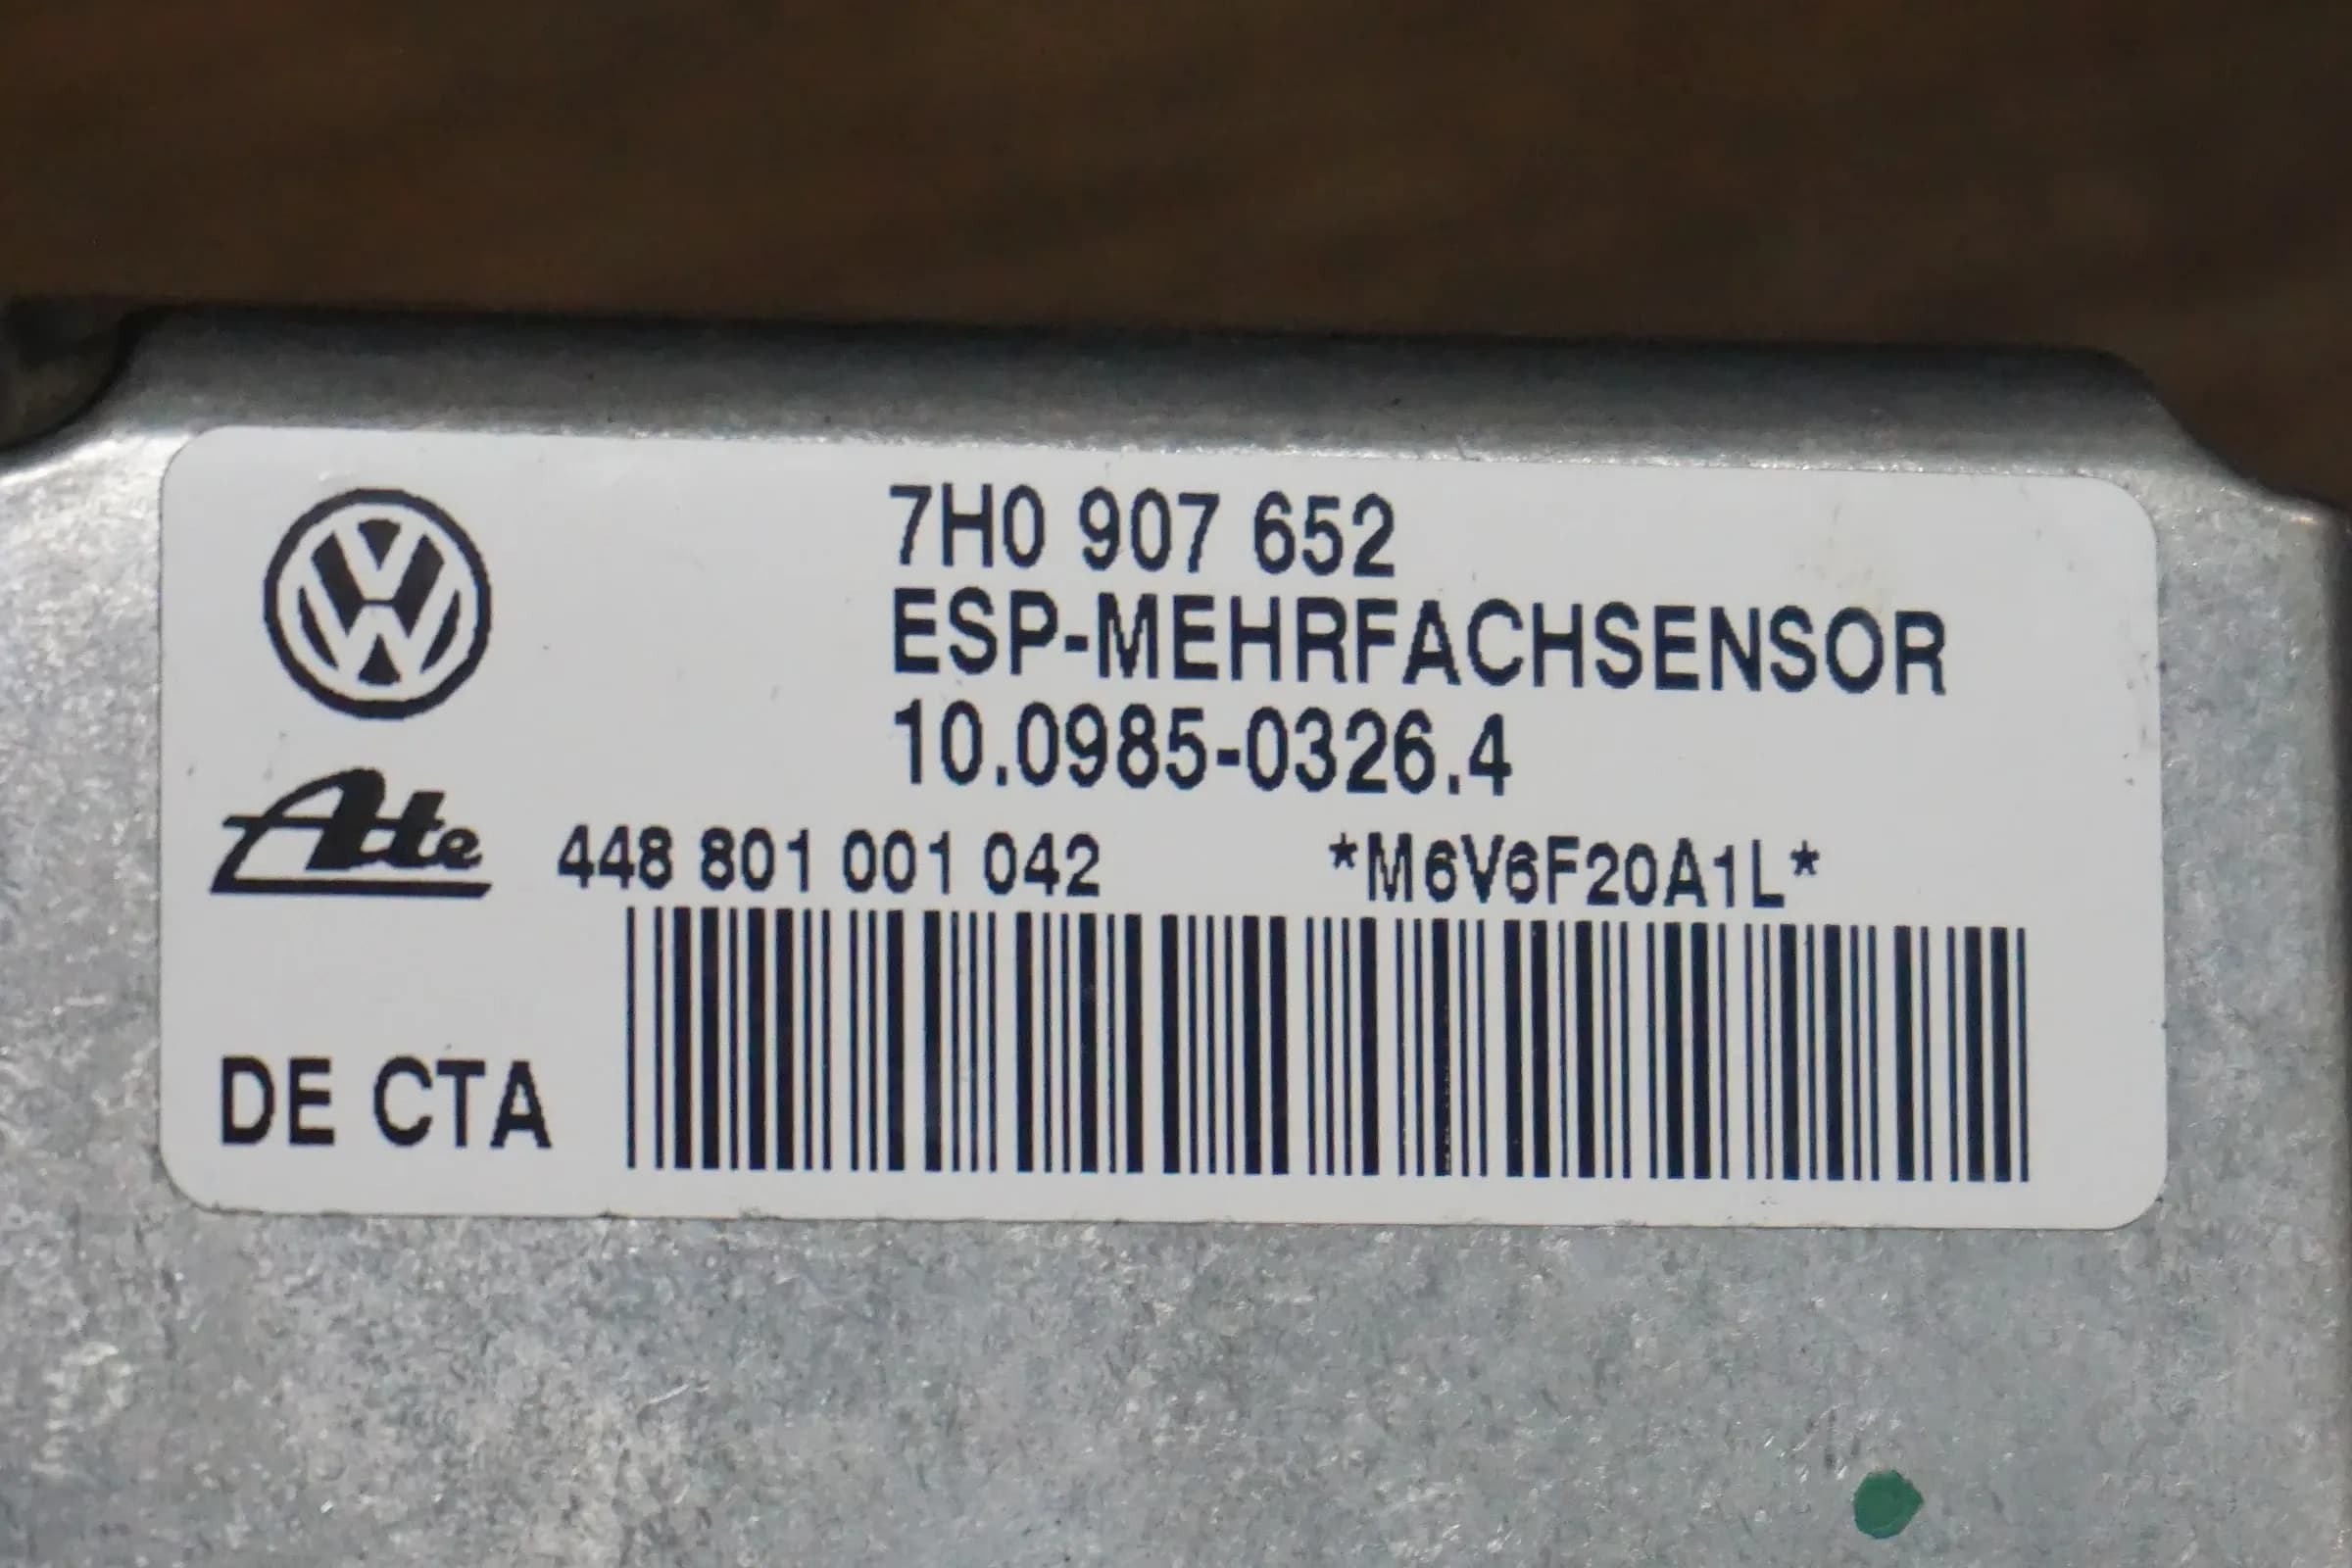 7H0 907 652
ESP-MEHRFACHSENSOR
10.0985-0326.4
Ate 448 801 001 042 *M6V6F20A1L*
DE CTA